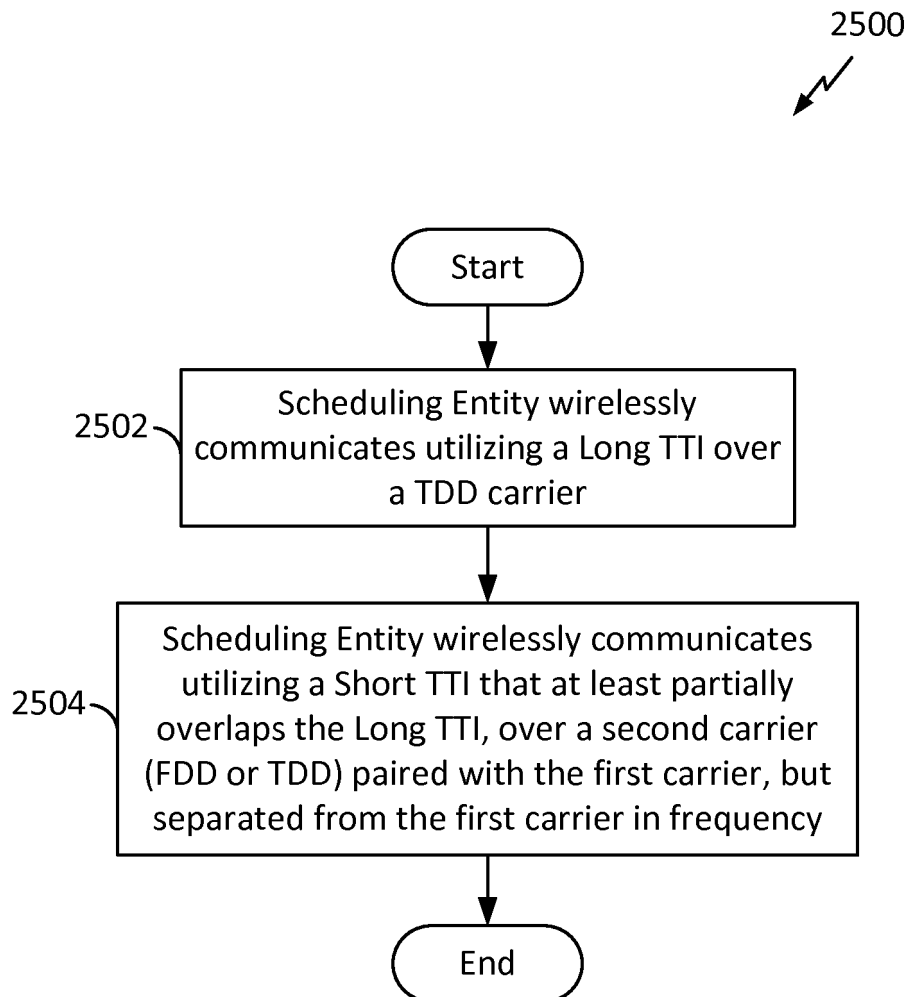 2500
Start
2502
Scheduling Entity wirelessly
communicates utilizing a Long TTI over
a TDD carrier
2504
Scheduling Entity wirelessly communicates
utilizing a Short TTI that at least partially
overlaps the Long TTI, over a second carrier
(FDD or TDD) paired with the first carrier, but
separated from the first carrier in frequency
End